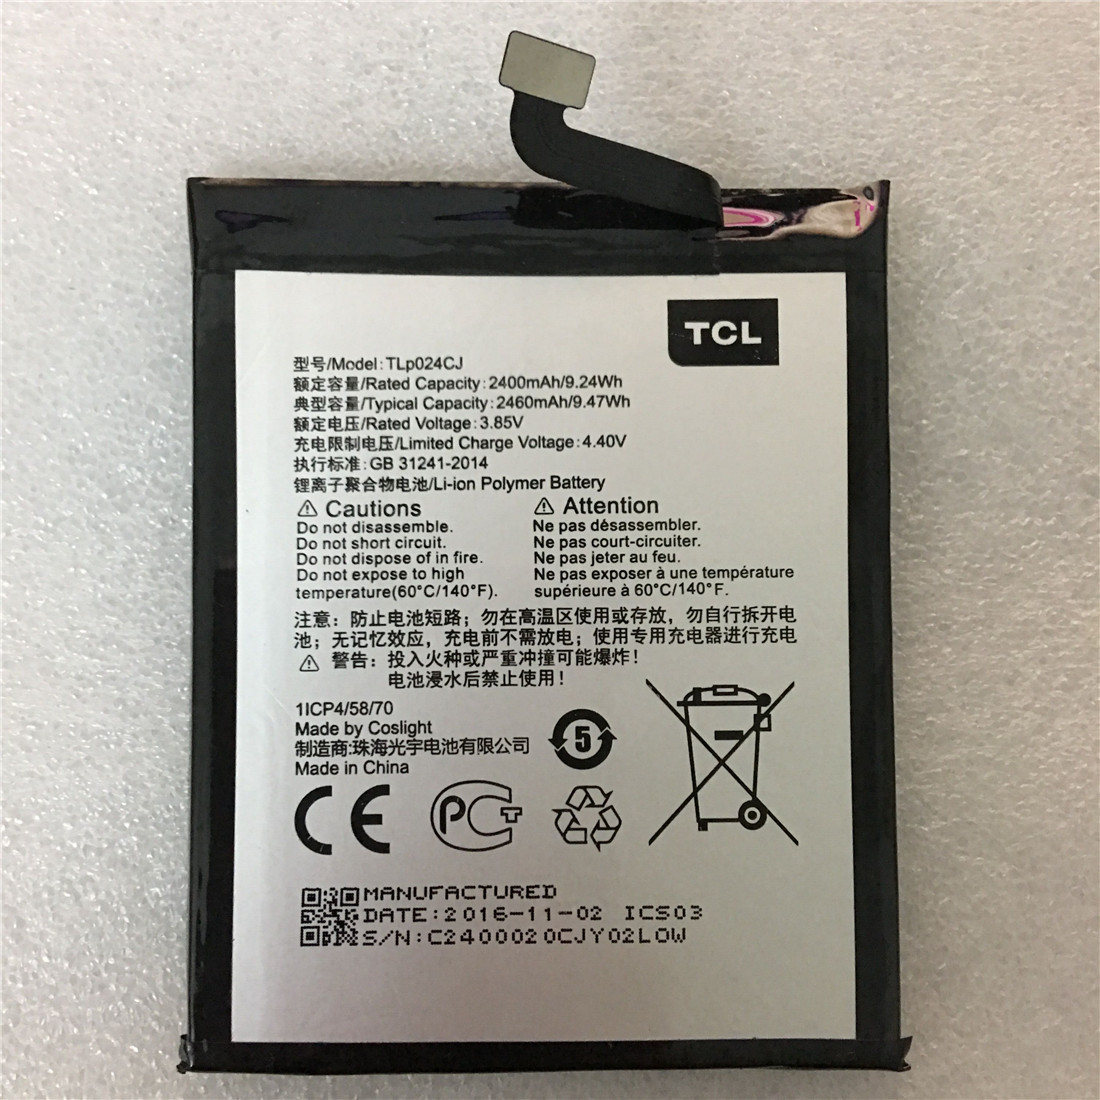 TCL
型号/Model:TLp024CJ
额定容量/Rated Capacity:2400mAh/9.24Wh
典型容量/Typical Capacity:2460mAh/9.47Wh
额定电压/Rated Voltage:3.85V
充电限制电压/Limited Charge Voltage:4.40V
执行标准:GB 31241-2014
锂离子聚合物电池/Li-ion Polymer Battery
Cautions
Do not disassemble.
Do not short circuit.
Do not dispose of in fire.
Do not expose to high
temperature(60°C/140°F).
Attention
Ne pas désassembler.
Ne pas court-circuiter.
Ne pas jeter au feu.
Ne pas exposer à une température
supérieure à 60°C/140°F.
注意：防止电池短路；勿在高温区使用或存放，勿自行拆开电
池；无记忆效应，充电前不需放电；使用专用充电器进行充电
警告：投入火种或严重冲撞可能爆炸！
电池浸水后禁止使用！
1ICP4/58/70
Made by Coslight
制造商:珠海光宇电池有限公司
Made in China
5
CE
PCT
MANUFACTURED
DATE:2016-11-02 ICS03
S/N:C2400020CJY02LOW